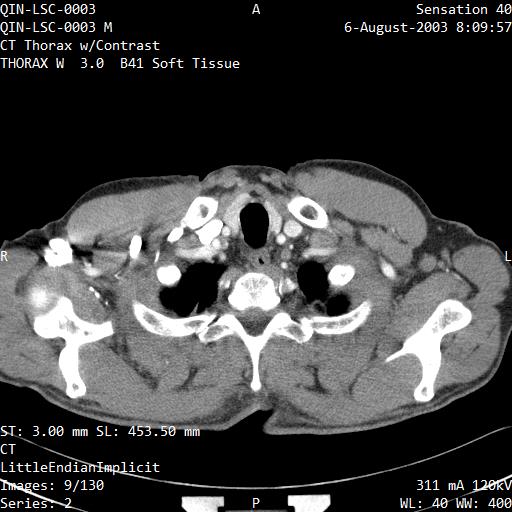 QIN-LSC-0003
A
Sensation 40
QIN-LSC-0003 M
6-August-2003 8:09:57
CT Thorax w/Contrast
THORAX W  3.0  B41 Soft Tissue
R
L
ST: 3.00 mm SL: 453.50 mm
CT
LittleEndianImplicit
Images: 9/130
311 mA 120kV
Series: 2
P
WL: 40 WW: 400